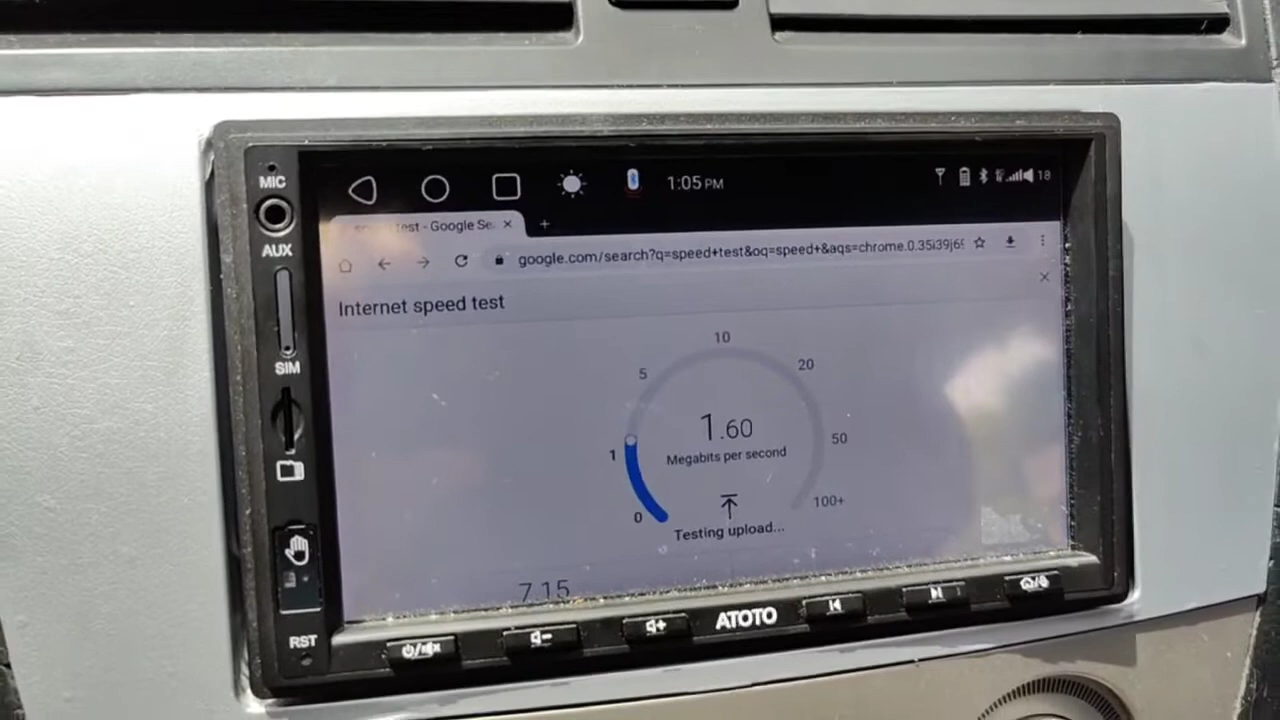 MIC
AUX
SIM
RST
1:05 PM
18
Test - Google Se
google.com/search?q=speed+test&oq=speed+&aqs=chrome.0.35i39j69
Internet speed test
10
5
20
1.60
Megabits per second
1
50
0
100+
Testing upload...
7.15
ATOTO